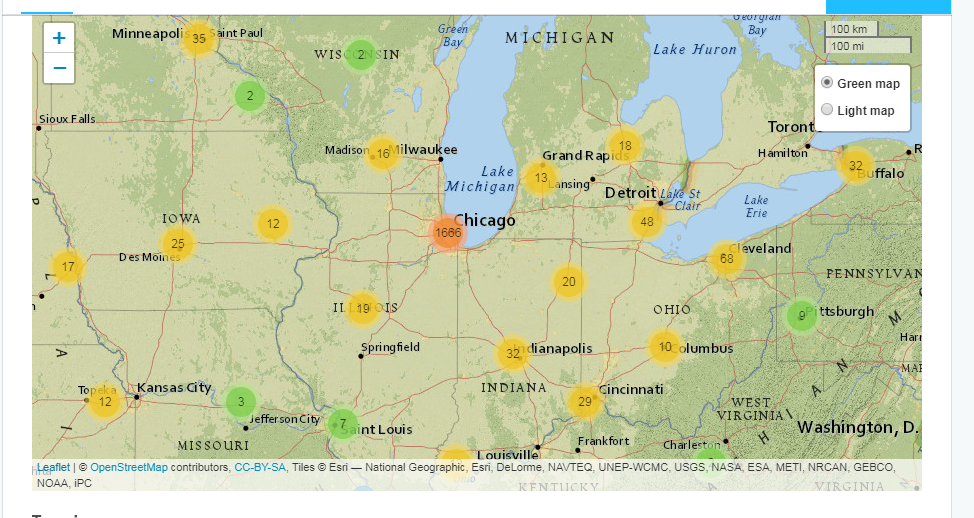 Georgian
Bay
Minneapolis
35
Saint Paul
WISCONSIN
2
Green
Bay
MICHIGAN
Lake Huron
100 km
100 mi
+
−
Green map
Light map
2
Sioux Falls
Madison
16
Milwaukee
Grand Rapids
18
Toront
Hamilton
32
Buffalo
R
Lake
Michigan
13
Lansing
Detroit
Lake St
Clair
Lake
Erie
IOWA
12
Chicago
1666
48
25
Des Moines
17
68
Cleveland
20
PENNSYLVAN
ILLINOIS
19
OHIO
9
Pittsburgh
M
Springfield
32
Indianapolis
10
Columbus
Harr
A
N
MAR
INDIANA
Topeka
12
Kansas City
3
Jefferson City
7
Saint Louis
29
Cincinnati
WEST
VIRGINIA
I
Washington, D.
H
MISSOURI
Louisville
Frankfort
Charleston
KENTUCKY
VIRGINIA
Leaflet | © OpenStreetMap contributors, CC-BY-SA, Tiles © Esri — National Geographic, Esri, DeLorme, NAVTEQ, UNEP-WCMC, USGS, NASA, ESA, METI, NRCAN, GEBCO,
NOAA, iPC